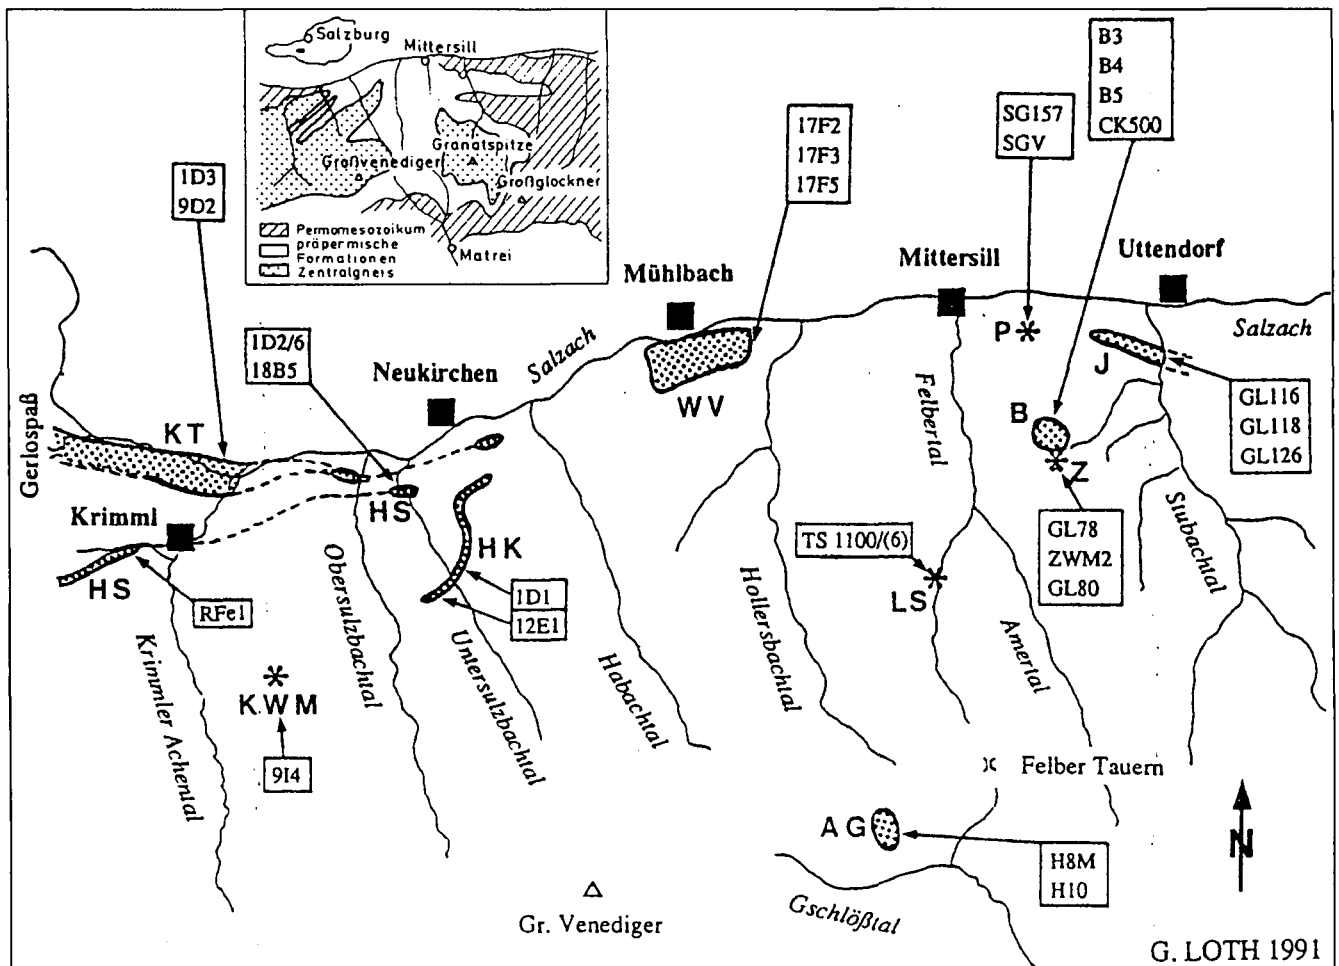 Salzburg
Mittersill
Granatspitze
Großvenediger
Großglockner
Matrei
Permomesozoikum
präpermische
Formationen
Zentralgneis
B3
B4
B5
CK500
SG157
SGV
17F2
17F3
17F5
1D3
9D2
Mühlbach
Mittersill
Uttendorf
Salzach
P
J
1D2/6
18B5
Neukirchen
Salzach
WV
Felbertal
B
Z
GL116
GL118
GL126
Gerlospaß
KT
HS
Krimml
HK
HS
RFe1
1D1
12E1
TS 1100/(6)
LS
GL78
ZWM2
GL80
Stubachtal
Krimmler Achental
Obersulzbachtal
Untersulzbachtal
Habachtal
Hollersbachtal
Amertal
KWM
9I4
Felber Tauern
AG
H8M
H10
N
Gschlößtal
Gr. Venediger
G. LOTH 1991